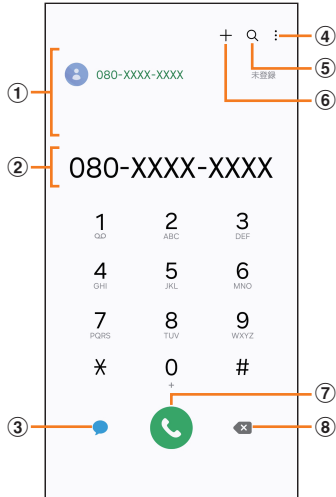 ④
⑤
⑥
①
080-XXXX-XXXX
未登録
②
080-XXXX-XXXX
1 2 3
ABC DEF
4 5 6
GHI JKL MNO
7 8 9
PQRS TUV WXYZ
* 0 #
+
⑦
③
⑧